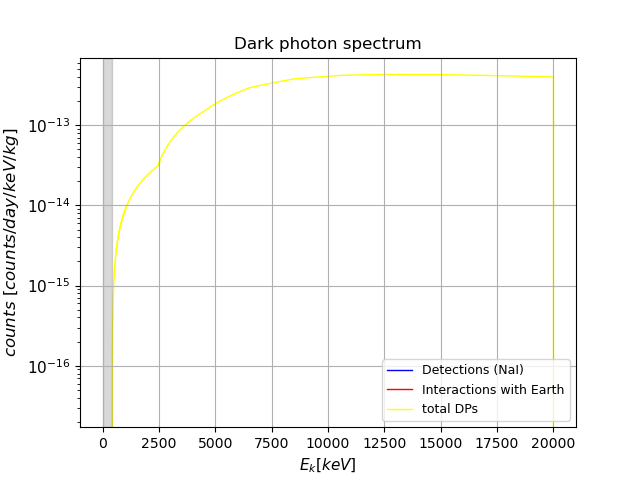 Dark photon spectrum
counts [counts/day/keV/kg]
10^{-13}
10^{-14}
10^{-15}
10^{-16}
Detections (NaI)
Interactions with Earth
total DPs
0 2500 5000 7500 10000 12500 15000 17500 20000
E_k[keV]